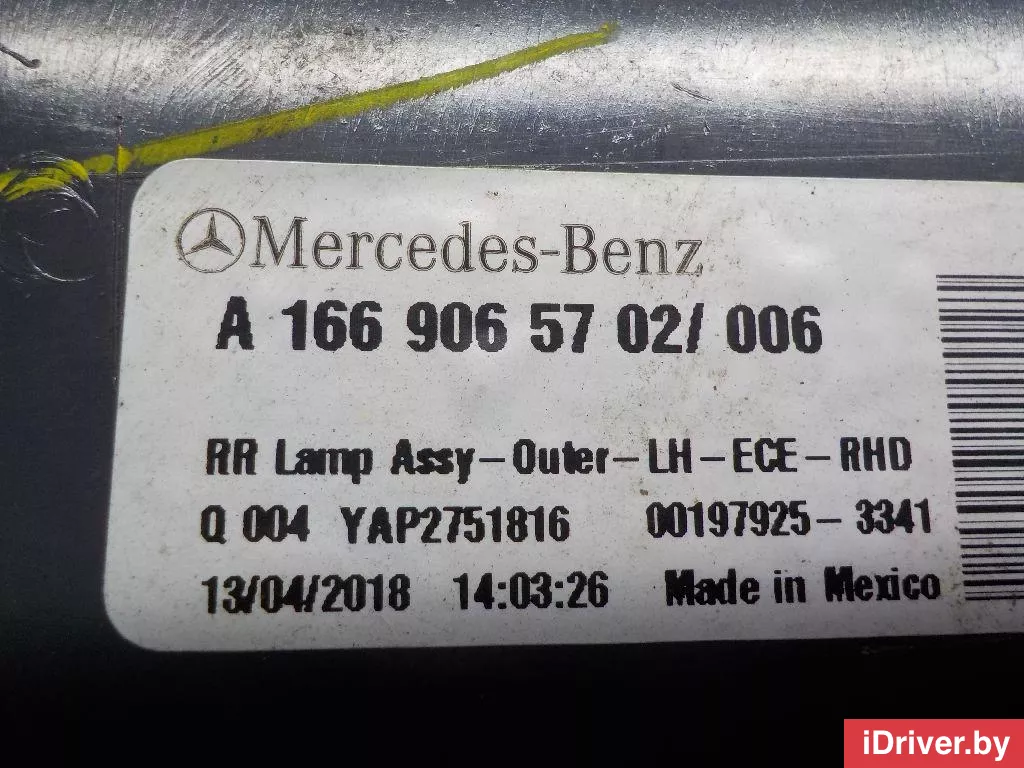 Mercedes-Benz
A 166 906 57 02/ 006
RR Lamp Assy-Outer-LH-ECE-RHD
Q 004 YAP2751816 00197925-3341
13/04/2018 14:03:26 Made in Mexico
iDriver.by